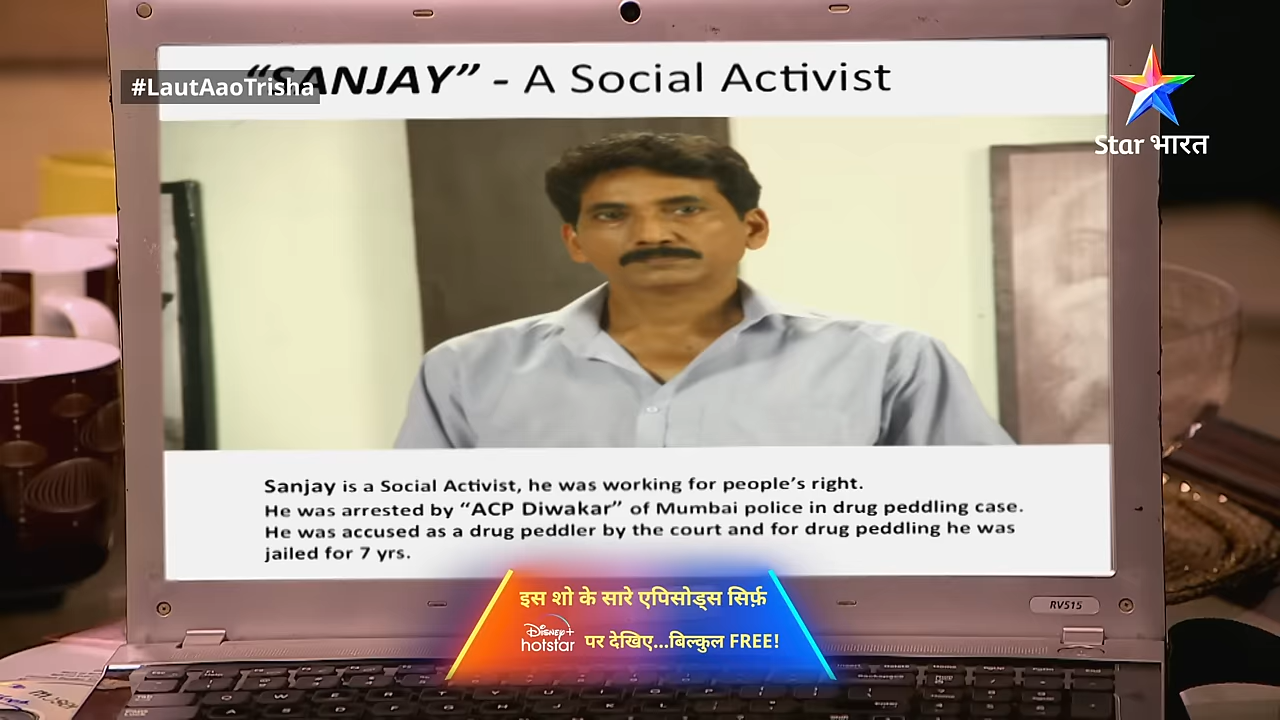 “SANJAY” - A Social Activist
#LautAaoTrisha
Star भारत
Sanjay is a Social Activist, he was working for people’s right.
He was arrested by “ACP Diwakar” of Mumbai police in drug peddling case.
He was accused as a drug peddler by the court and for drug peddling he was
jailed for 7 yrs.
RV515
इस शो के सारे एपिसोड्स सिर्फ़
Disney+
hotstar पर देखिए...बिल्कुल FREE!